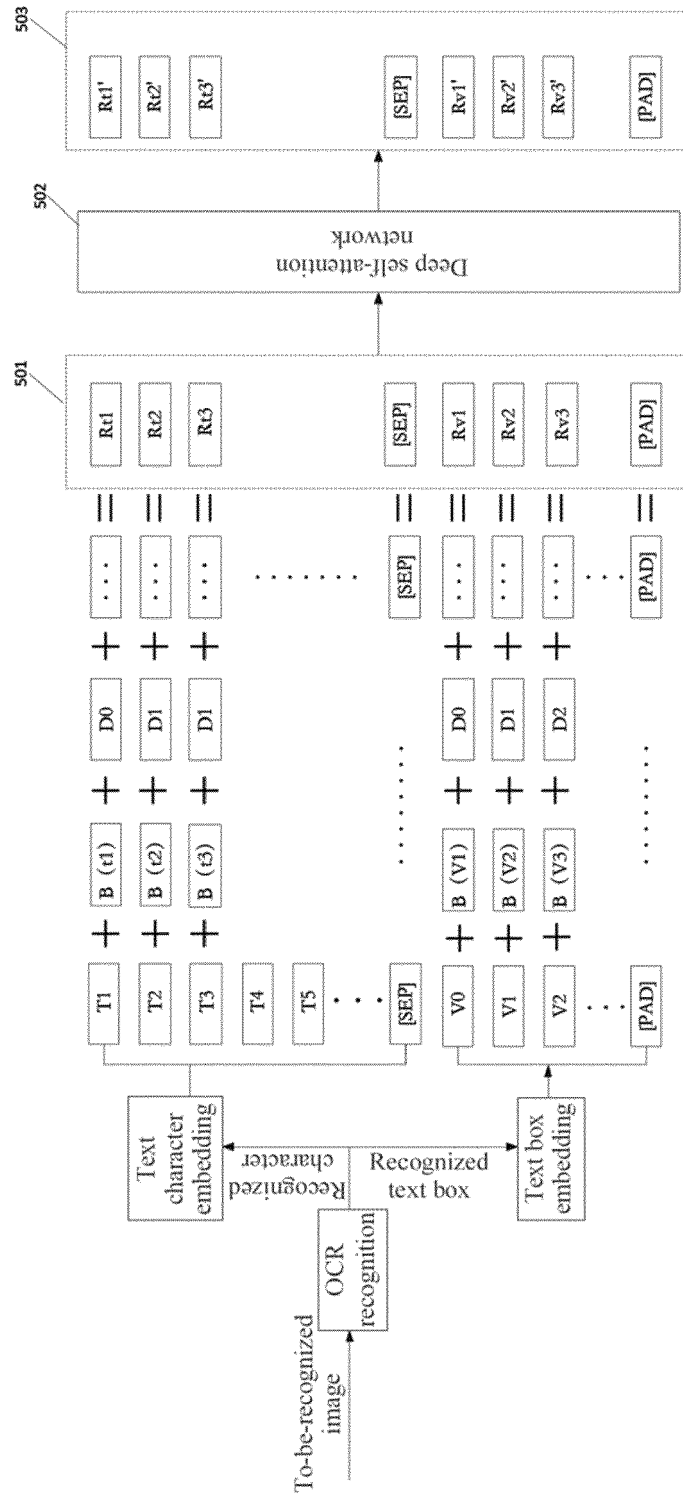 To-be-recognized
image
OCR
recognition
Recognized
character
Recognized
text box
Text
character
embedding
Text box
embedding
T1 + B (t1) + D0 + ... = Rt1
T2 + B (t2) + D1 + ... = Rt2
T3 + B (t3) + D1 + ... = Rt3
T4
T5
[SEP] [SEP] = [SEP]
V0 + B (V1) + D0 + ... = Rv1
V1 + B (V2) + D1 + ... = Rv2
V2 + B (V3) + D2 + ... = Rv3
[PAD] [PAD] = [PAD]
501
502
Deep self-attention
network
503
Rt1'
Rt2'
Rt3'
[SEP]
Rv1'
Rv2'
Rv3'
[PAD]